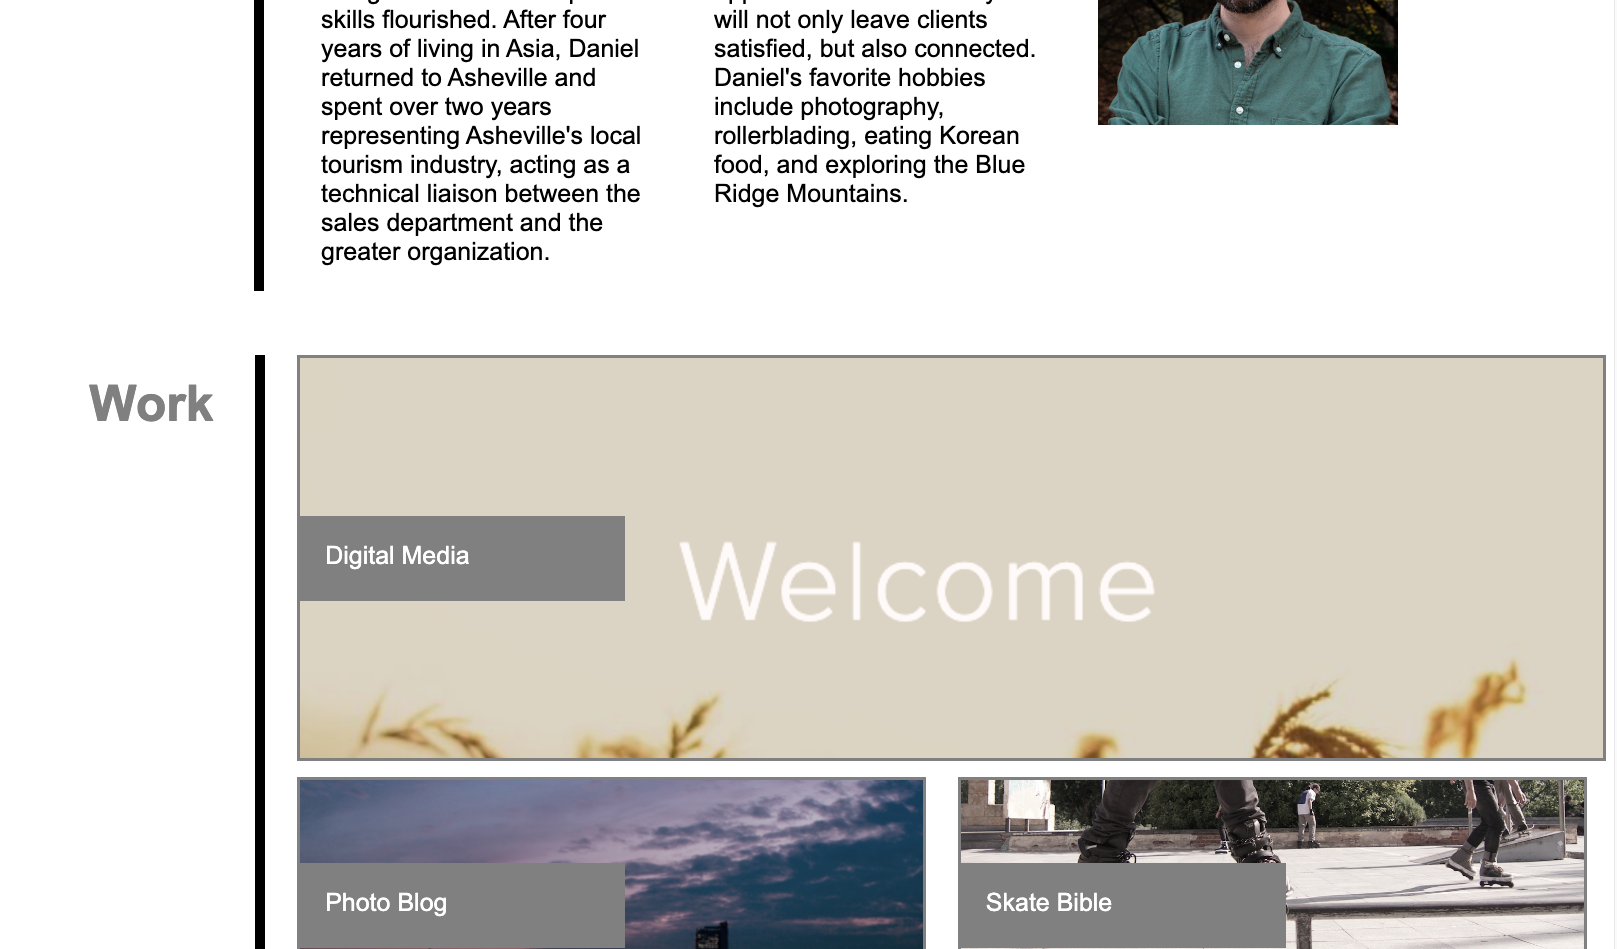 skills flourished. After four
years of living in Asia, Daniel
returned to Asheville and
spent over two years
representing Asheville's local
tourism industry, acting as a
technical liaison between the
sales department and the
greater organization.
will not only leave clients
satisfied, but also connected.
Daniel's favorite hobbies
include photography,
rollerblading, eating Korean
food, and exploring the Blue
Ridge Mountains.
Work
Digital Media
Welcome
Photo Blog
Skate Bible